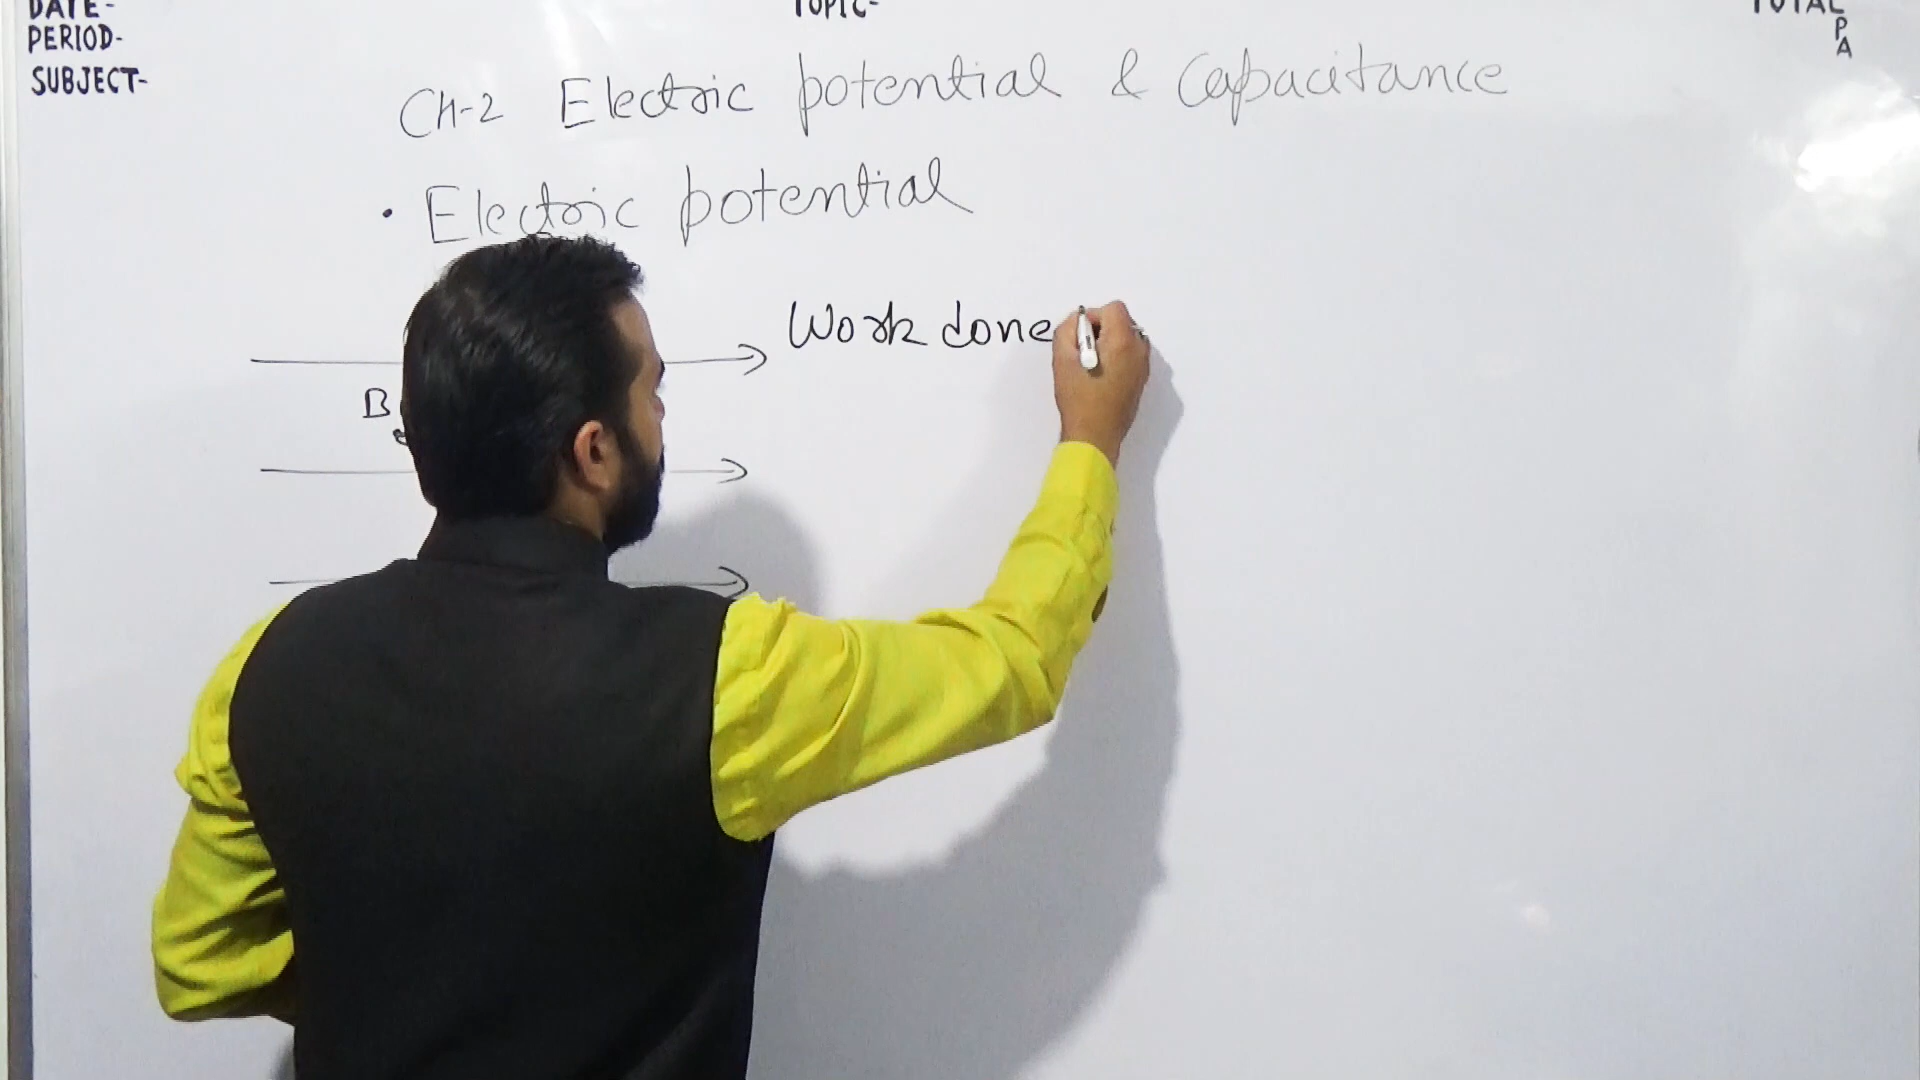 DATE-
TOPIC-
TOTAL
PERIOD-
P
A
SUBJECT-
Ch-2 Electric potential & Capacitance
• Electric potential
Work done
B